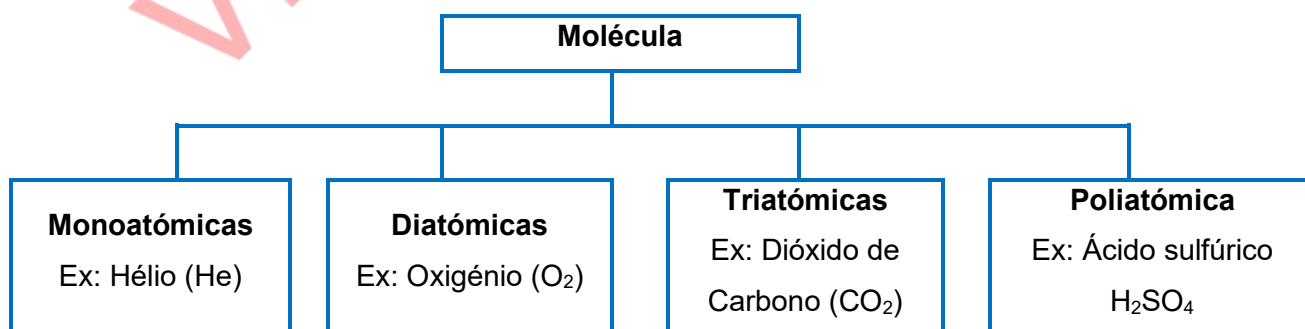 Molécula
Monoatómicas
Ex: Hélio (He)
Diatómicas
Ex: Oxigénio (O₂)
Triatómicas
Ex: Dióxido de
Carbono (CO₂)
Poliatómica
Ex: Ácido sulfúrico
H₂SO₄